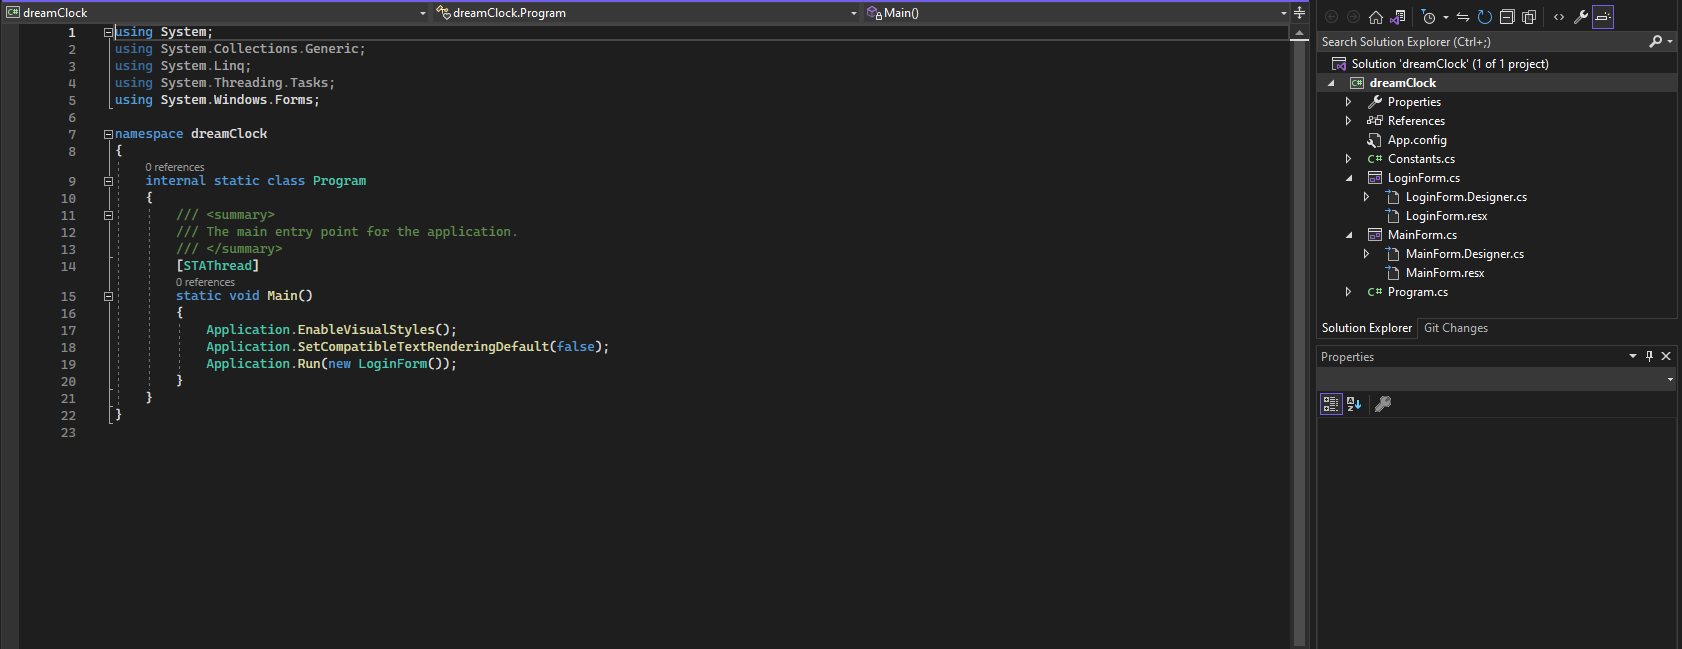 C# dreamClock
dreamClock.Program
Main()
1 using System;
2 using System.Collections.Generic;
3 using System.Linq;
4 using System.Threading.Tasks;
5 using System.Windows.Forms;
6
7 namespace dreamClock
8 {
0 references
9 internal static class Program
10 {
11 /// <summary>
12 /// The main entry point for the application.
13 /// </summary>
14 [STAThread]
0 references
15 static void Main()
16 {
17 Application.EnableVisualStyles();
18 Application.SetCompatibleTextRenderingDefault(false);
19 Application.Run(new LoginForm());
20 }
21 }
22 }
23
Search Solution Explorer (Ctrl+;)
Solution 'dreamClock' (1 of 1 project)
C# dreamClock
Properties
References
App.config
C# Constants.cs
LoginForm.cs
LoginForm.Designer.cs
LoginForm.resx
MainForm.cs
MainForm.Designer.cs
MainForm.resx
C# Program.cs
Solution Explorer
Git Changes
Properties